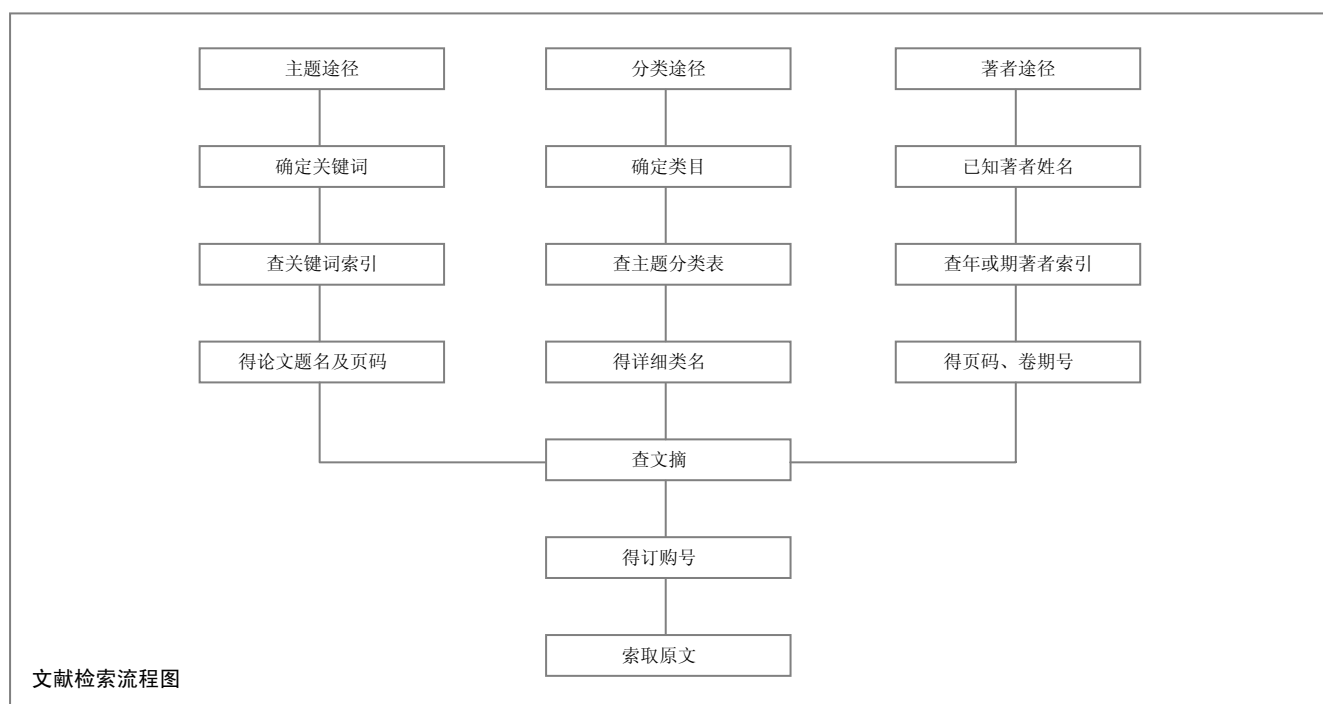 主题途径
分类途径
著者途径
确定关键词
确定类目
已知著者姓名
查关键词索引
查主题分类表
查年或期著者索引
得论文题名及页码
得详细类名
得页码、卷期号
查文摘
得订购号
索取原文
文献检索流程图